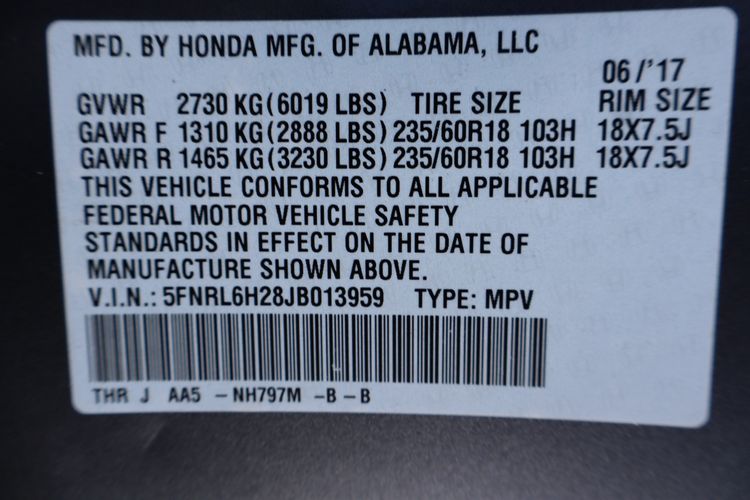 MFD. BY HONDA MFG. OF ALABAMA, LLC
06/'17
GVWR 2730 KG(6019 LBS) TIRE SIZE RIM SIZE
GAWR F 1310 KG(2888 LBS) 235/60R18 103H 18X7.5J
GAWR R 1465 KG(3230 LBS) 235/60R18 103H 18X7.5J
THIS VEHICLE CONFORMS TO ALL APPLICABLE
FEDERAL MOTOR VEHICLE SAFETY
STANDARDS IN EFFECT ON THE DATE OF
MANUFACTURE SHOWN ABOVE.
V.I.N.: 5FNRL6H28JB013959 TYPE: MPV
THR J AA5 -NH797M -B-B